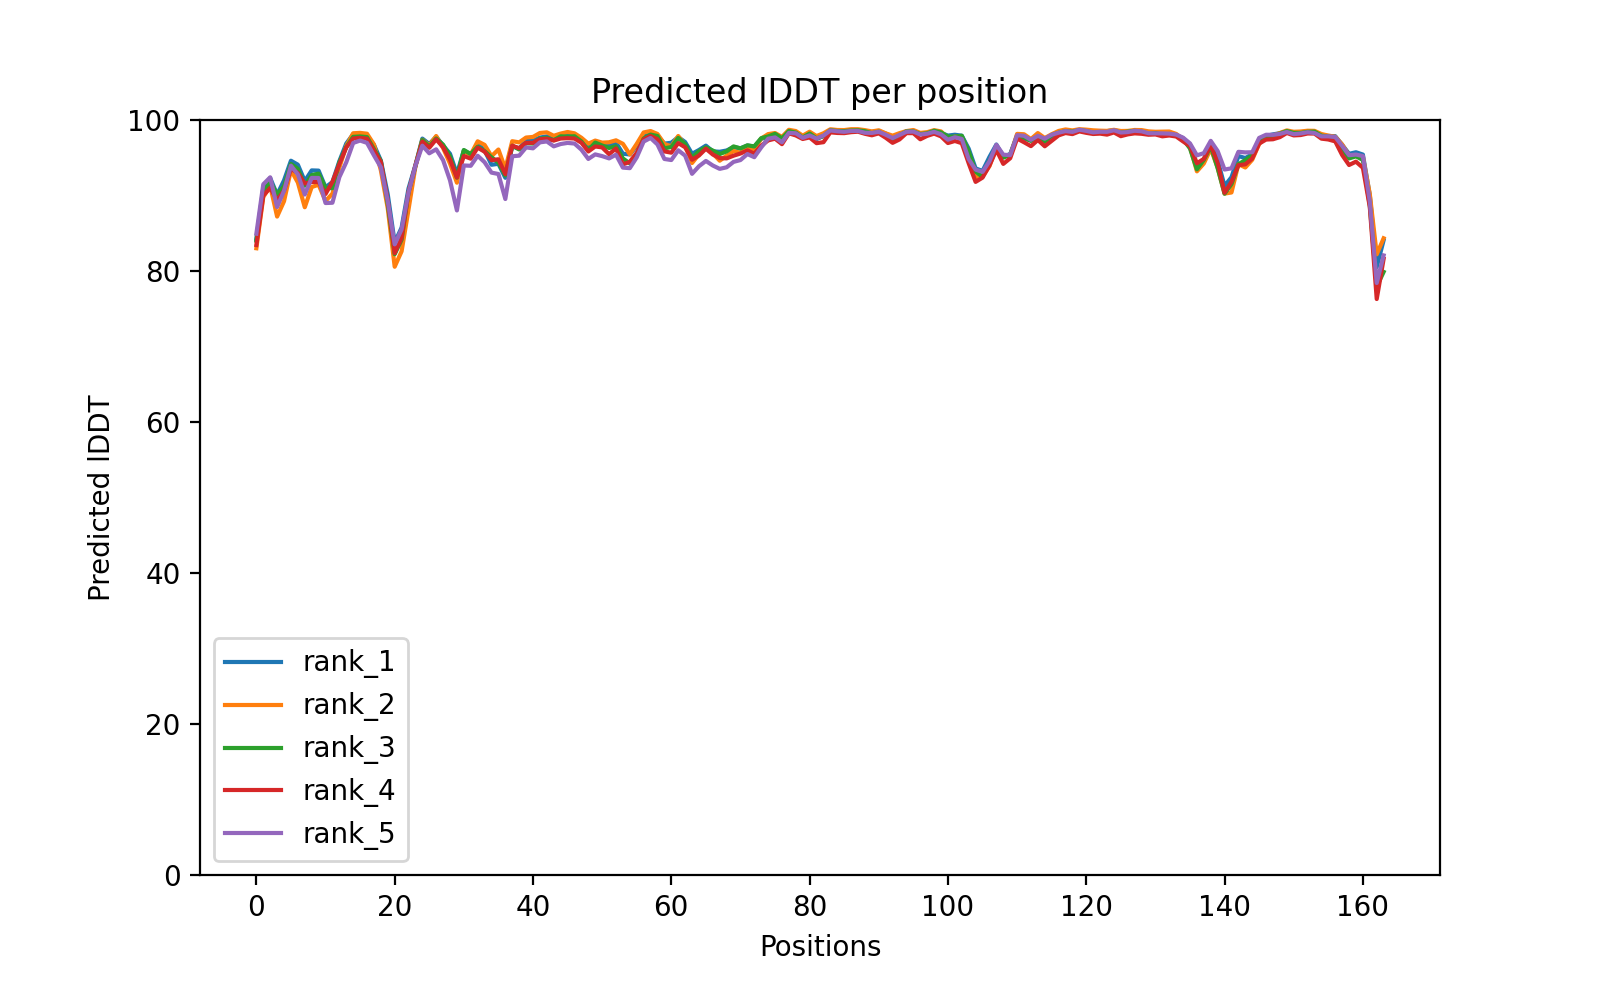 Predicted lDDT per position
100
80
60
40
20
0
Predicted lDDT
rank_1
rank_2
rank_3
rank_4
rank_5
0 20 40 60 80 100 120 140 160
Positions